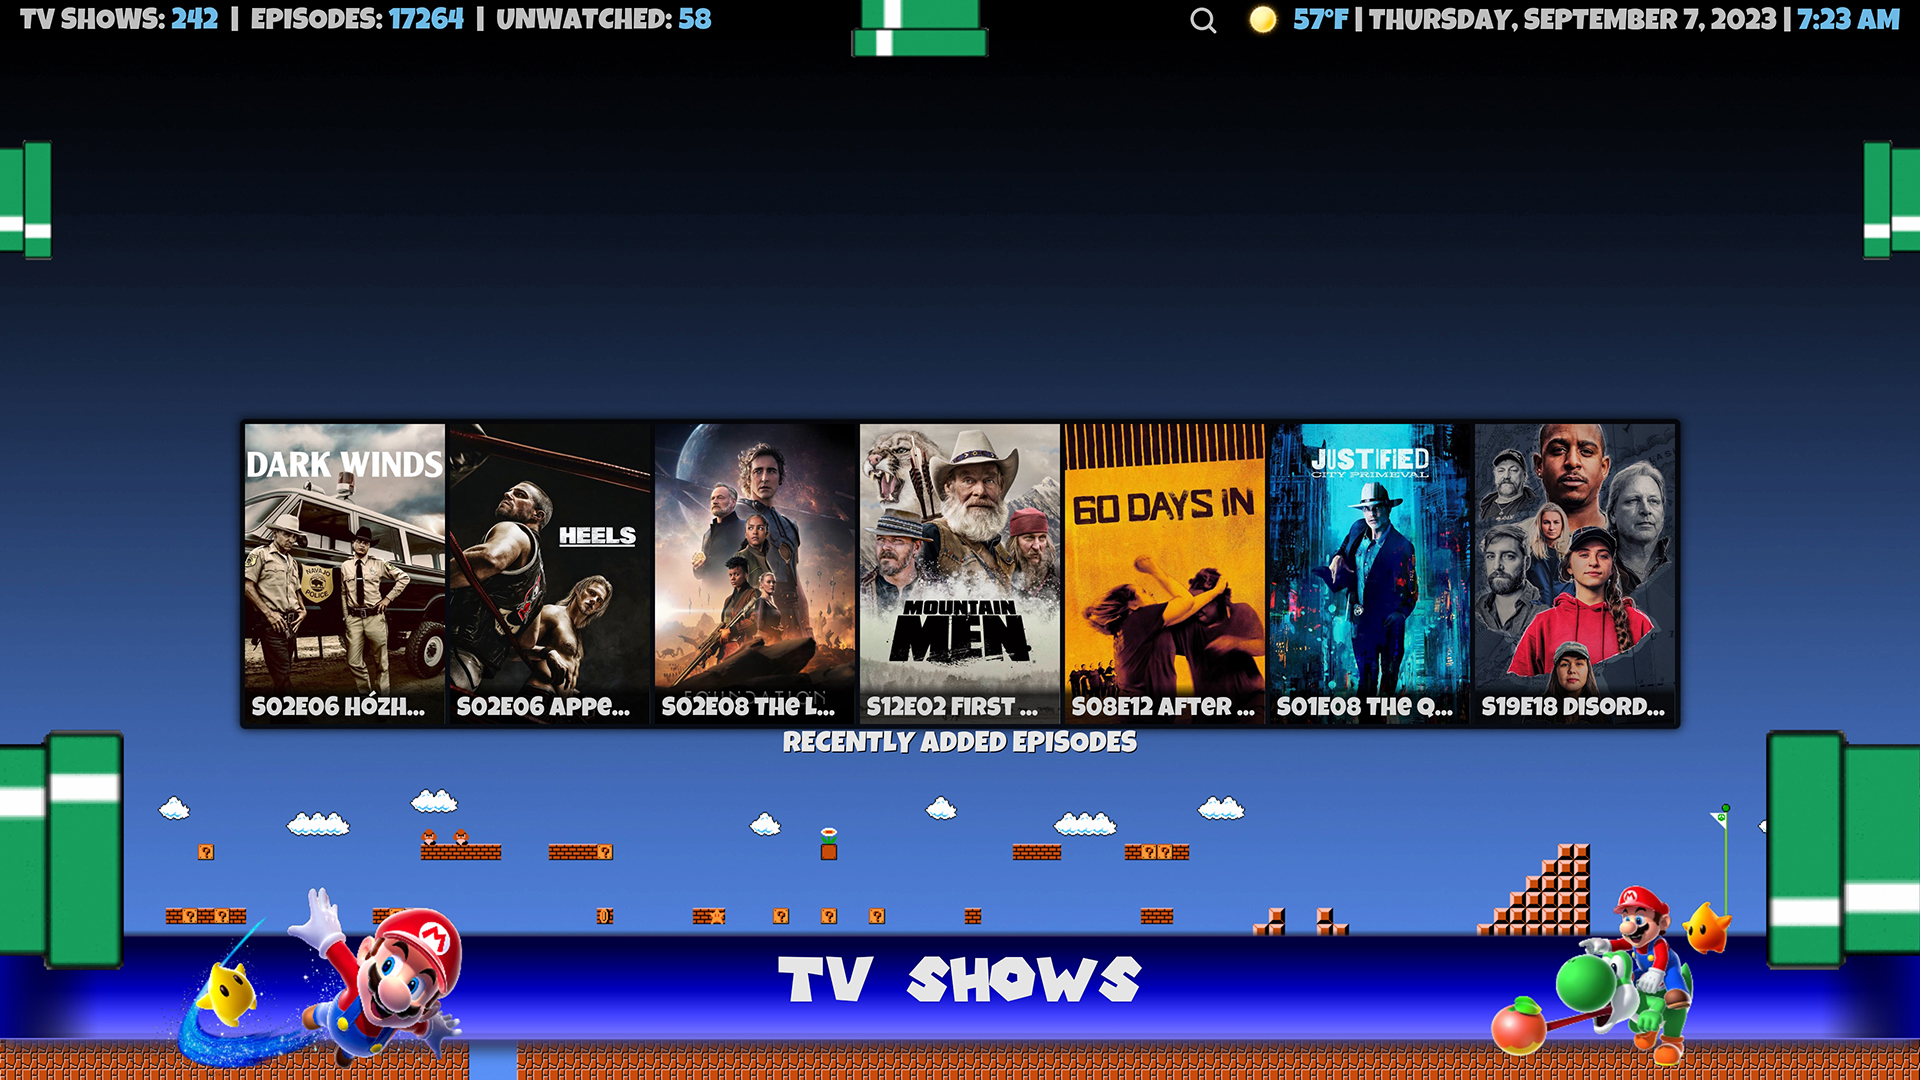 TV SHOWS: 242 | EPISODES: 17264 | UNWATCHED: 58
57°F | THURSDAY, SEPTEMBER 7, 2023 | 7:23 AM
DARK WINDS
NAVAJO
POLICE
S02E06 HÓZH...
HEELS
S02E06 APPE...
FOUNDATION
S02E08 THE L...
MOUNTAIN
MEN
S12E02 FIRST ...
60 DAYS IN
S08E12 AFTER ...
JUSTIFIED
CITY PRIMEVAL
S01E08 THE Q...
S19E18 DISORD...
RECENTLY ADDED EPISODES
TV SHOWS